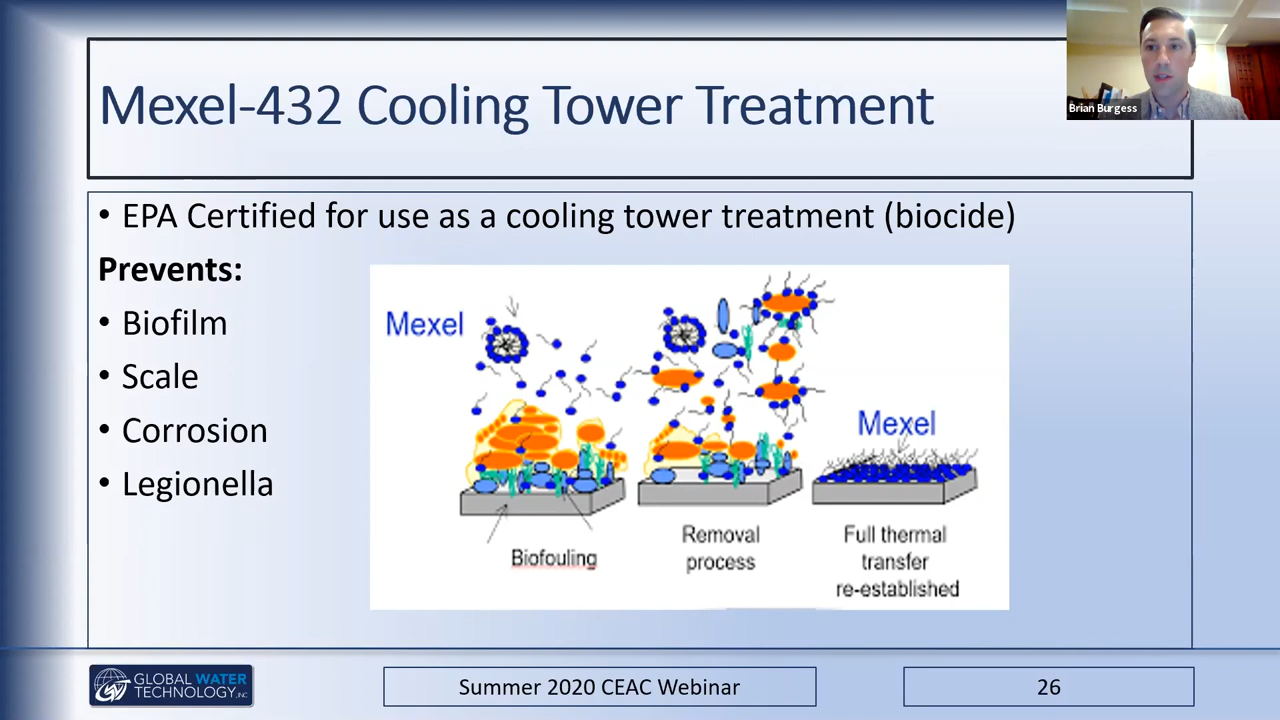 Mexel-432 Cooling Tower Treatment
Brian Burgess
• EPA Certified for use as a cooling tower treatment (biocide)
Prevents:
• Biofilm
• Scale
• Corrosion
• Legionella
Mexel
Mexel
Biofouling
Removal
process
Full thermal
transfer
re-established
GLOBAL WATER
TECHNOLOGY, INC
Summer 2020 CEAC Webinar
26